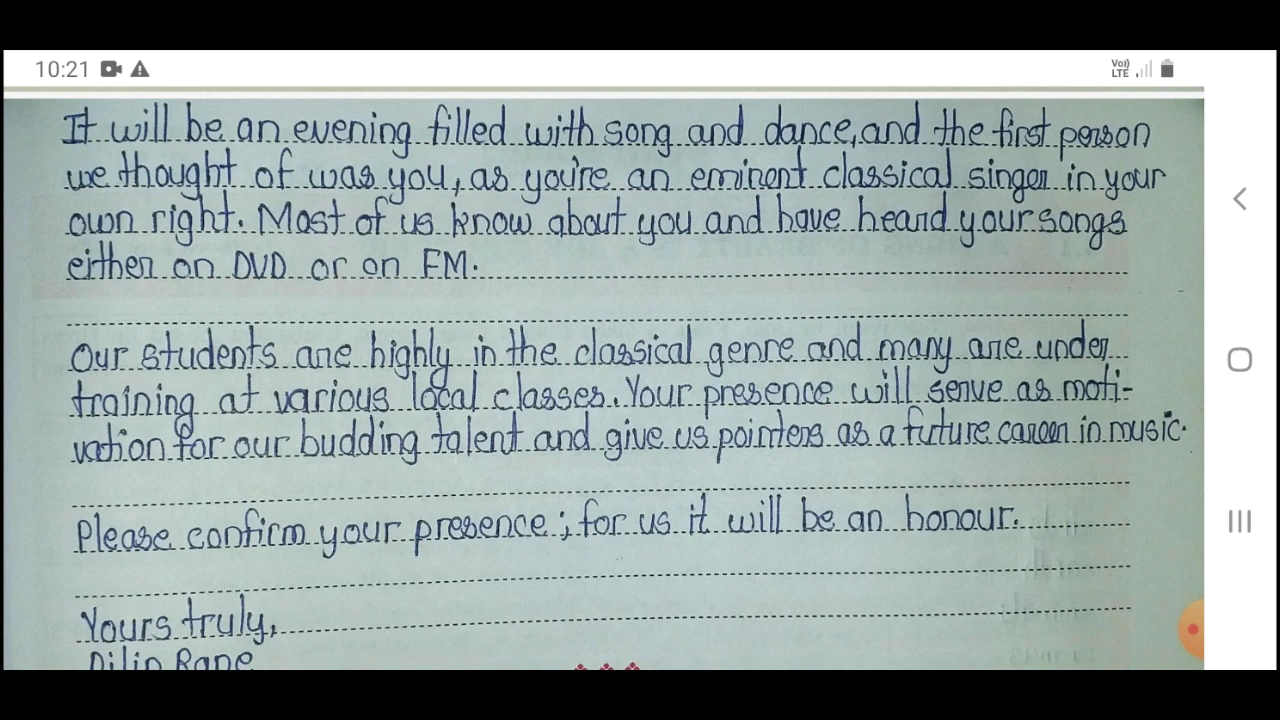 10:21
Vo))
LTE
It will be an evening filled with song and dance, and the first person
we thought of was you, as you're an eminent classical singer in your
own right. Most of us know about you and have heard your songs
either on DVD or on FM.
Our students are highly in the classical genre and many are under
training at various local classes. Your presence will serve as moti-
vation for our budding talent and give us pointers as a future career in music.
Please confirm your presence; for us it will be an honour.
Yours truly,
Dilip Rane